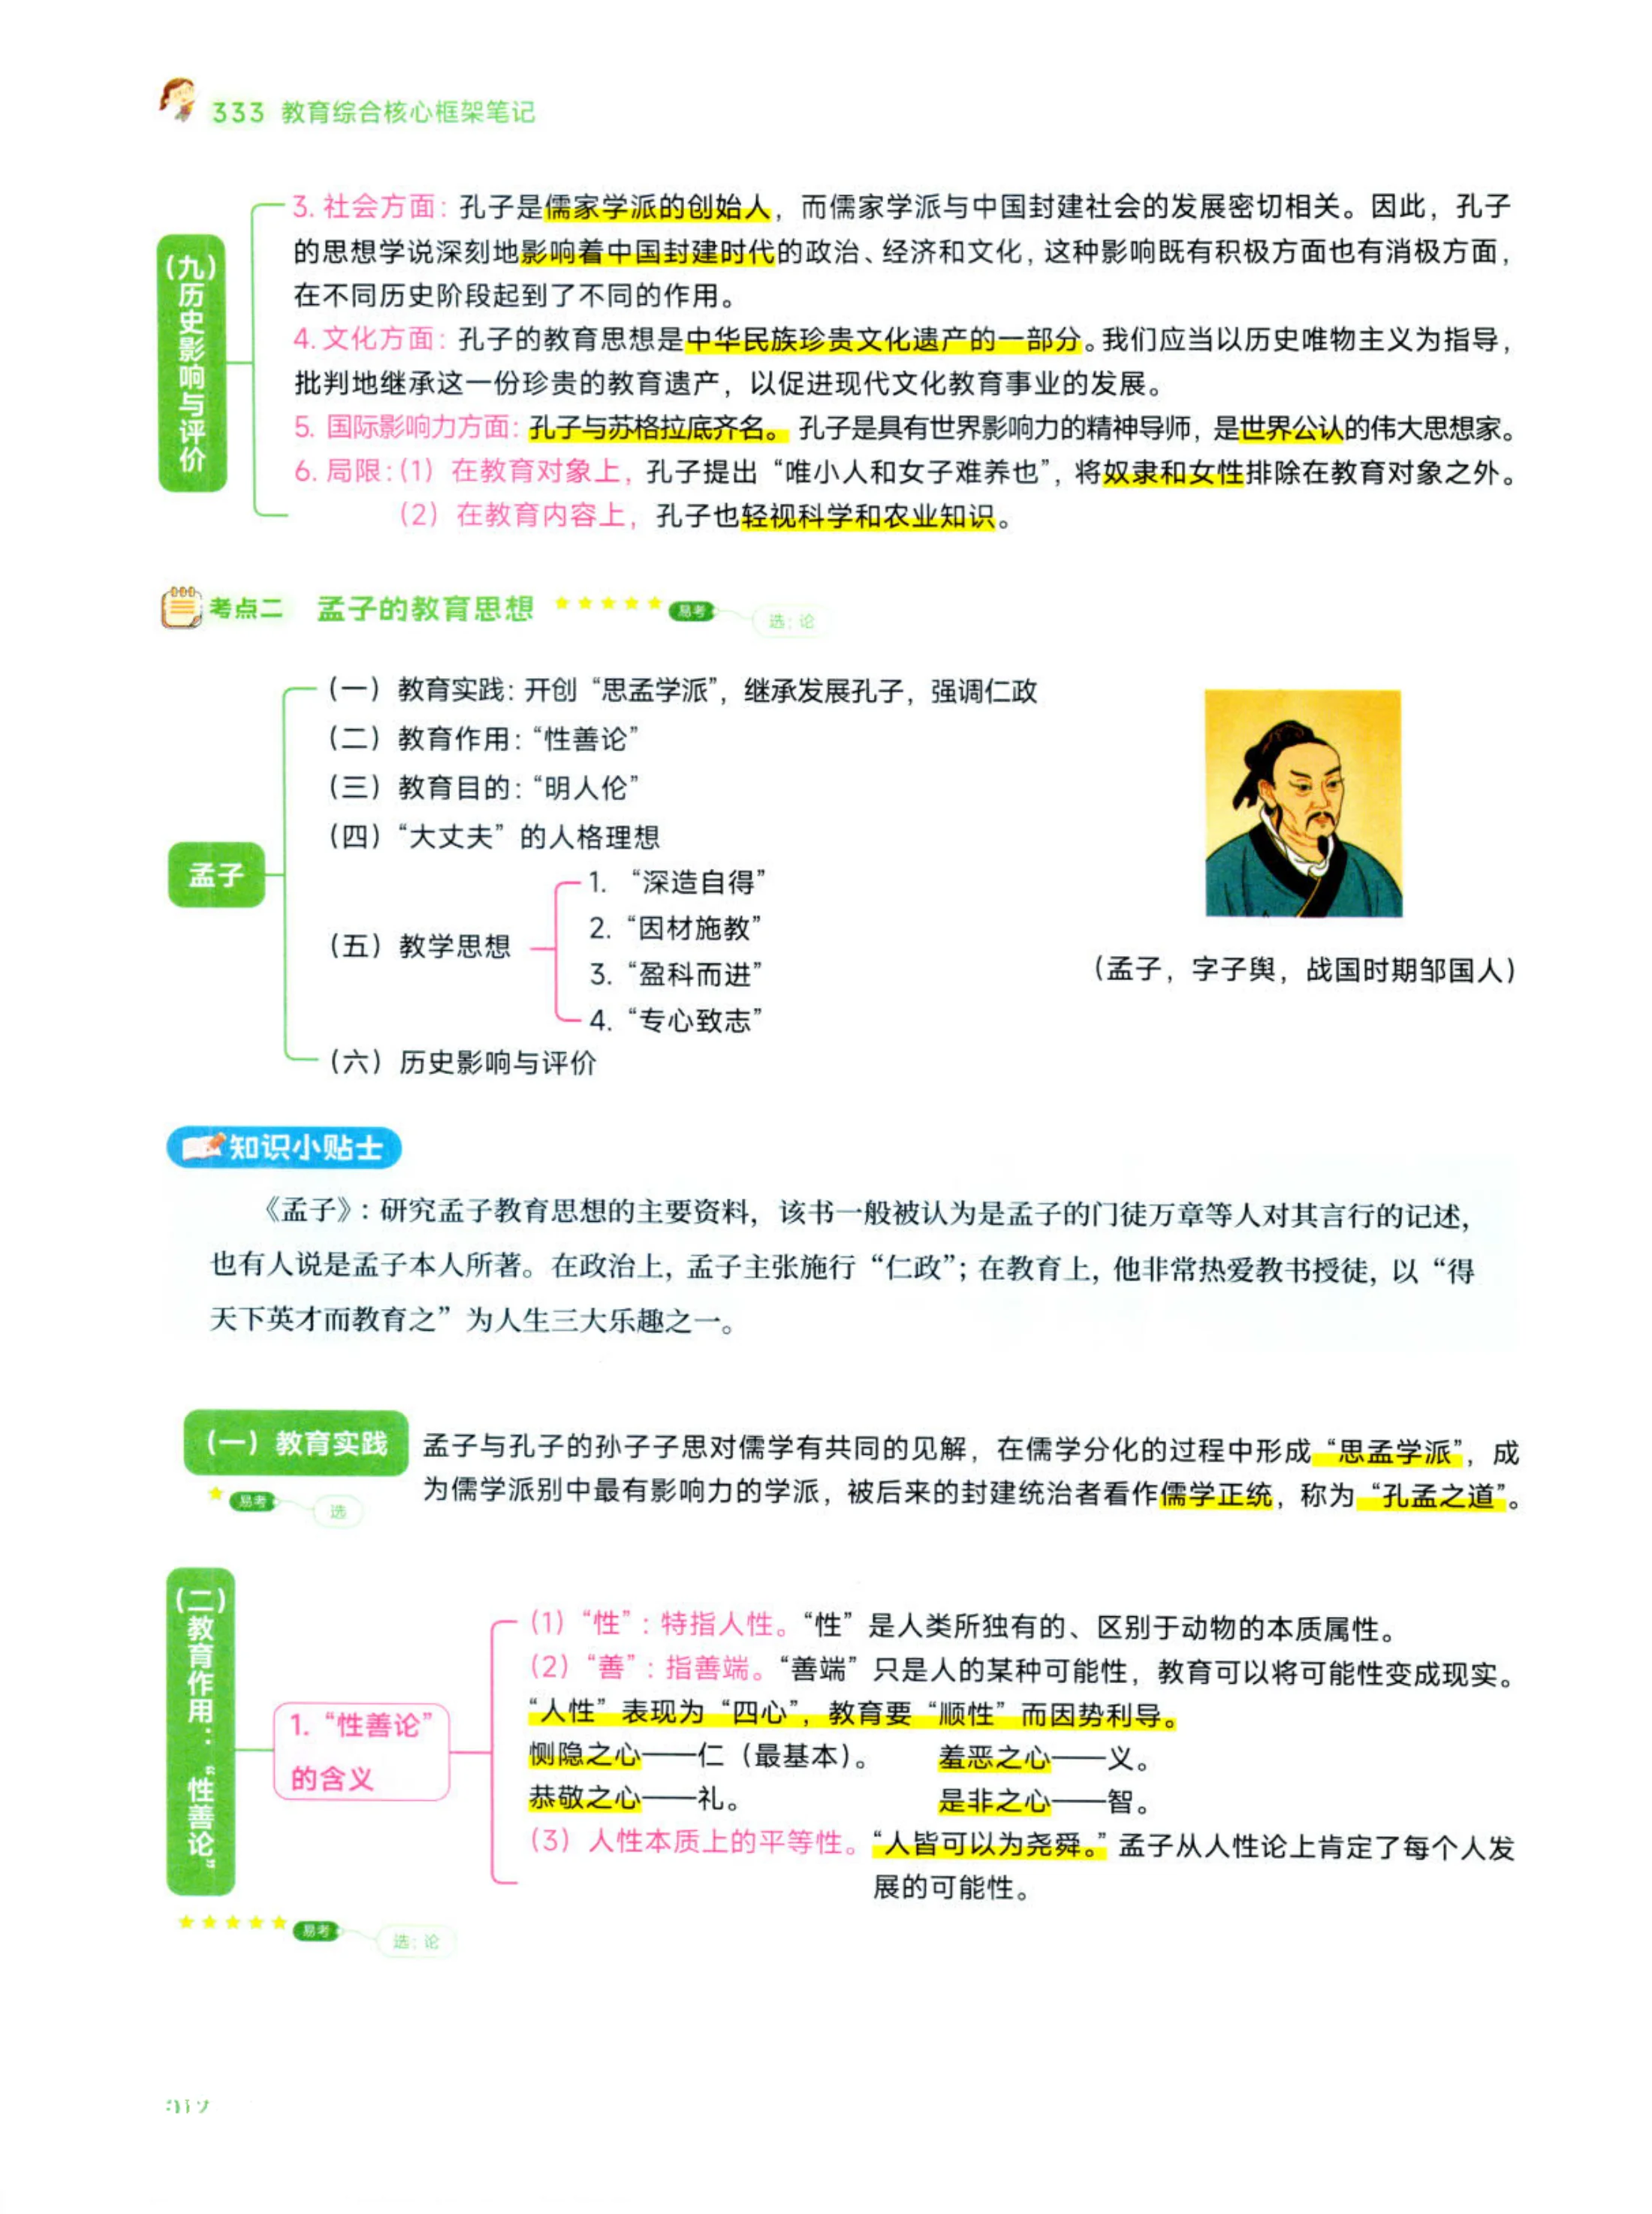 333 教育综合核心框架笔记
（九）历史影响与评价
3. 社会方面：孔子是儒家学派的创始人，而儒家学派与中国封建社会的发展密切相关。因此，孔子
的思想学说深刻地影响着中国封建时代的政治、经济和文化，这种影响既有积极方面也有消极方面，
在不同历史阶段起到了不同的作用。
4. 文化方面：孔子的教育思想是中华民族珍贵文化遗产的一部分。我们应当以历史唯物主义为指导，
批判地继承这一份珍贵的教育遗产，以促进现代文化教育事业的发展。
5. 国际影响力方面：孔子与苏格拉底齐名。孔子是具有世界影响力的精神导师，是世界公认的伟大思想家。
6. 局限：（1）在教育对象上，孔子提出“唯小人和女子难养也”，将奴隶和女性排除在教育对象之外。
（2）在教育内容上，孔子也轻视科学和农业知识。
考点二 孟子的教育思想 ★★★★★ 易考 选；论
孟子
（一）教育实践：开创“思孟学派”，继承发展孔子，强调仁政
（二）教育作用：“性善论”
（三）教育目的：“明人伦”
（四）“大丈夫”的人格理想
（五）教学思想
1. “深造自得”
2. “因材施教”
3. “盈科而进”
4. “专心致志”
（六）历史影响与评价
（孟子，字子舆，战国时期邹国人）
知识小贴士
《孟子》：研究孟子教育思想的主要资料，该书一般被认为是孟子的门徒万章等人对其言行的记述，
也有人说是孟子本人所著。在政治上，孟子主张施行“仁政”；在教育上，他非常热爱教书授徒，以“得
天下英才而教育之”为人生三大乐趣之一。
（一）教育实践
★ 易考 选
孟子与孔子的孙子子思对儒学有共同的见解，在儒学分化的过程中形成“思孟学派”，成
为儒学派别中最有影响力的学派，被后来的封建统治者看作儒学正统，称为“孔孟之道”。
（二）教育作用：“性善论”
1. “性善论”
的含义
（1）“性”：特指人性。“性”是人类所独有的、区别于动物的本质属性。
（2）“善”：指善端。“善端”只是人的某种可能性，教育可以将可能性变成现实。
“人性”表现为“四心”，教育要“顺性”而因势利导。
恻隐之心——仁（最基本）。 羞恶之心——义。
恭敬之心——礼。 是非之心——智。
（3）人性本质上的平等性。“人皆可以为尧舜。”孟子从人性论上肯定了每个人发
展的可能性。
★★★★★ 易考 选；论